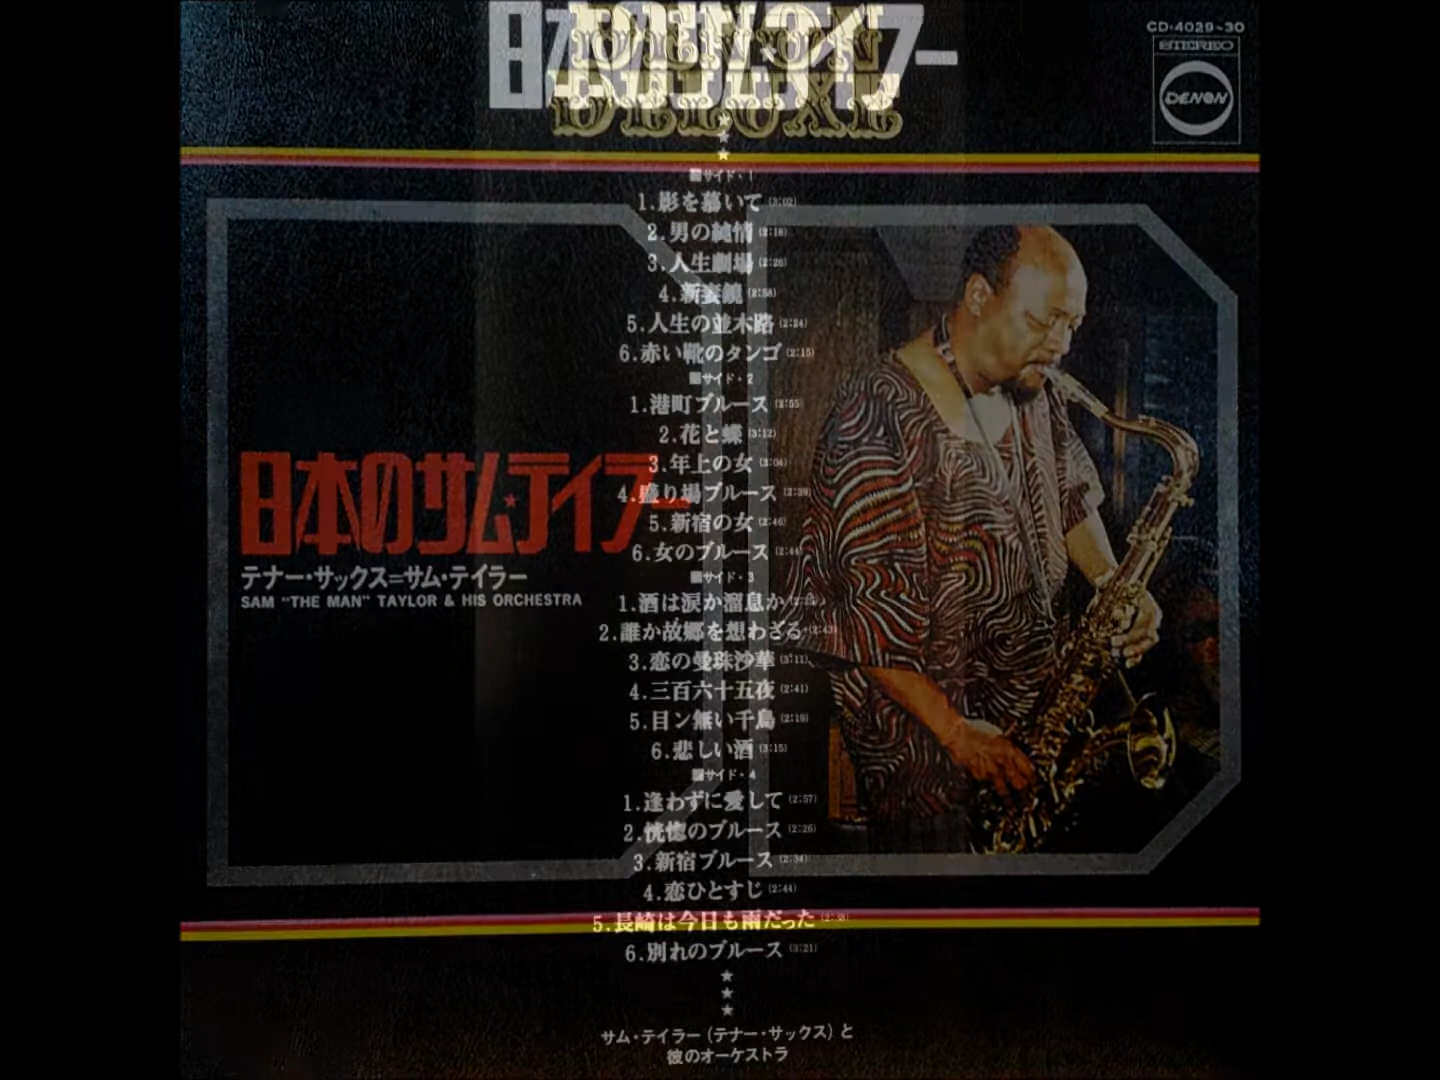 日本のサム・テイラー
DENON
DELUXE
CD-4029~30
STEREO
DENON
■サイド・1
1.影を慕いて (3:02)
2.男の純情 (2:18)
3.人生劇場 (2:26)
4.新妻鏡 (2:58)
5.人生の並木路 (2:24)
6.赤い靴のタンゴ (2:15)
■サイド・2
1.港町ブルース (2:55)
2.花と蝶 (3:12)
3.年上の女 (3:04)
4.盛り場ブルース (2:39)
5.新宿の女 (2:46)
6.女のブルース (2:44)
■サイド・3
1.酒は涙か溜息か
2.誰か故郷を想わざる (2:43)
3.恋の曼珠沙華 (3:11)
4.三百六十五夜 (2:41)
5.目ン無い千鳥 (2:19)
6.悲しい酒 (3:15)
■サイド・4
1.逢わずに愛して (2:57)
2.恍惚のブルース (2:26)
3.新宿ブルース (2:34)
4.恋ひとすじ (2:44)
5.長崎は今日も雨だった (2:38)
6.別れのブルース (3:21)
サム・テイラー(テナー・サックス)と
彼のオーケストラ
日本のサム・テイラー
テナー・サックス=サム・テイラー
SAM "THE MAN" TAYLOR & HIS ORCHESTRA